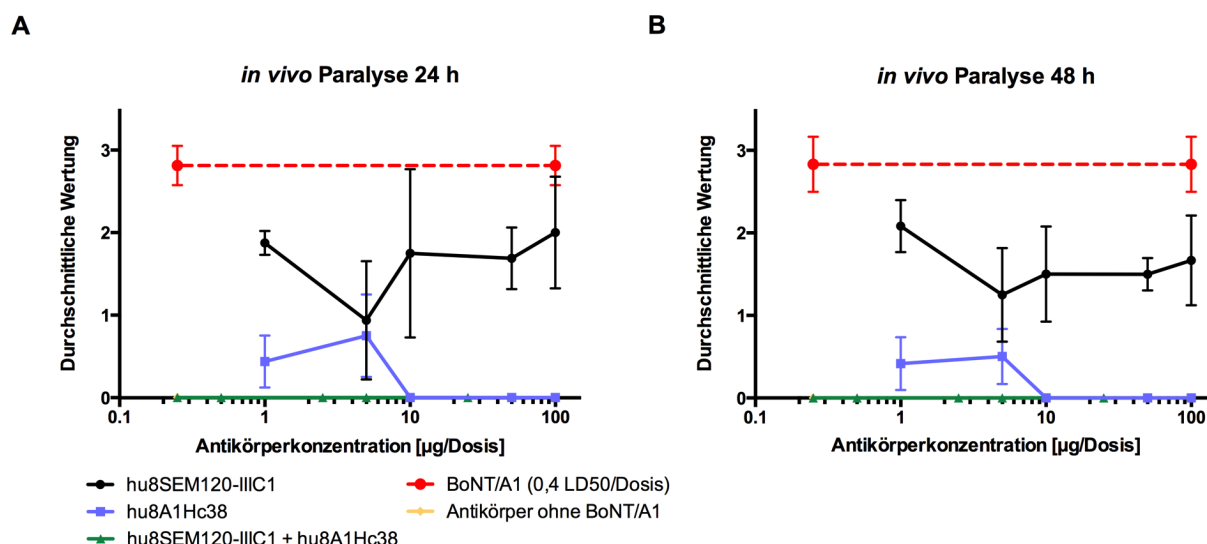 A
B
in vivo Paralyse 24 h
in vivo Paralyse 48 h
Durchschnittliche Wertung
3
2
1
0
0.1
1
10
100
Antikörperkonzentration [µg/Dosis]
Durchschnittliche Wertung
3
2
1
0
0.1
1
10
100
Antikörperkonzentration [µg/Dosis]
hu8SEM120-IIIC1
hu8A1Hc38
hu8SEM120-IIIC1 + hu8A1Hc38
BoNT/A1 (0,4 LD50/Dosis)
Antikörper ohne BoNT/A1